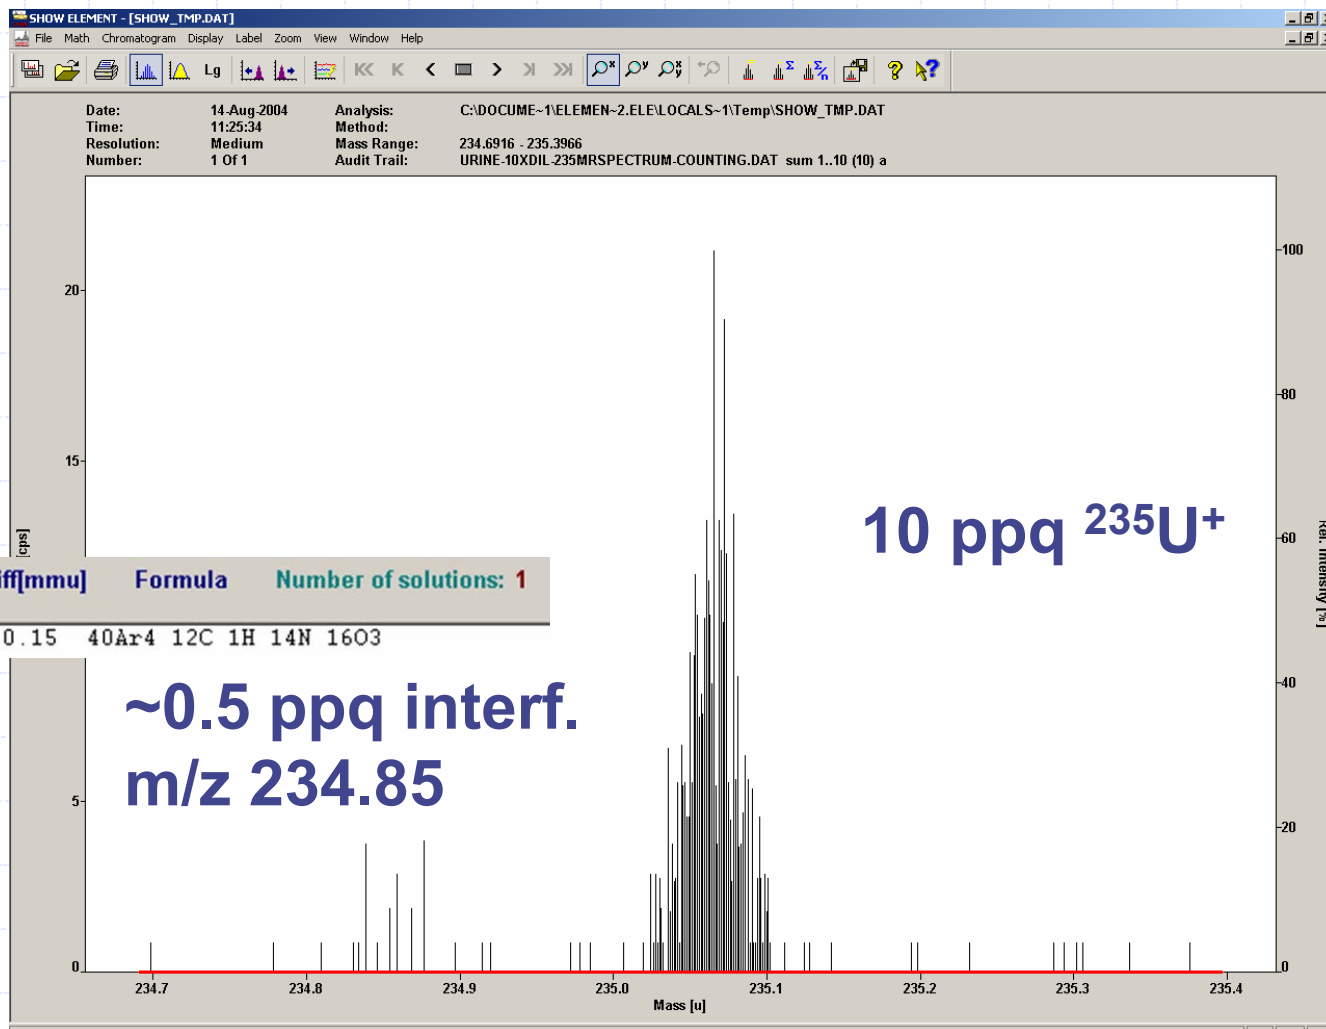 SHOW ELEMENT - [SHOW_TMP.DAT]
File Math Chromatogram Display Label Zoom View Window Help
Lg
Date: 14-Aug-2004 Analysis: C:\DOCUME~1\ELEMEN~2.ELE\LOCALS~1\Temp\SHOW_TMP.DAT
Time: 11:25:34 Method:
Resolution: Medium Mass Range: 234.6916 - 235.3966
Number: 1 Of 1 Audit Trail: URINE-10XDIL-235MRSPECTRUM-COUNTING.DAT sum 1..10 (10) a
100
20
80
15
10 ppq ²³⁵U⁺
60
[cps]
Rel. Intensity [%]
iff[mmu] Formula Number of solutions: 1
0.15 40Ar4 12C 1H 14N 16O3
40
~0.5 ppq interf.
m/z 234.85
5
20
0
0
234.7 234.8 234.9 235.0 235.1 235.2 235.3 235.4
Mass [u]